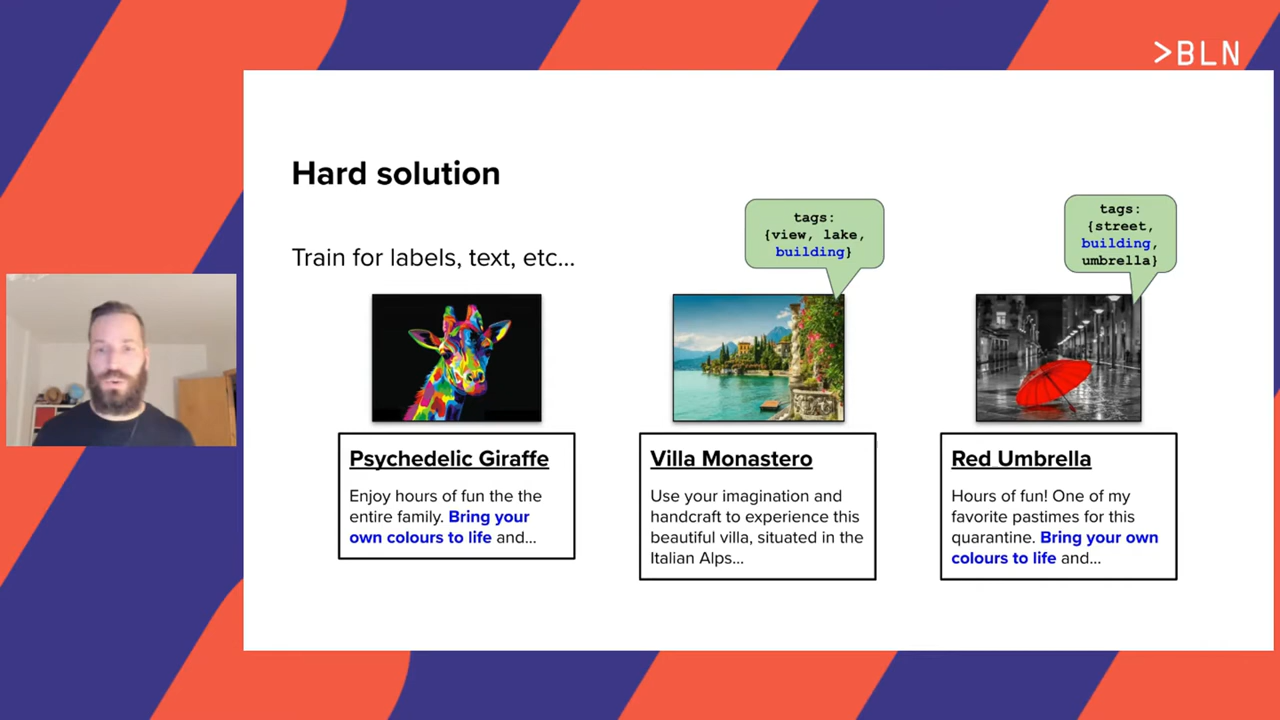 >BLN
Hard solution
Train for labels, text, etc...
tags:
{view, lake,
building}
tags:
{street,
building,
umbrella}
Psychedelic Giraffe
Enjoy hours of fun the the
entire family. Bring your
own colours to life and...
Villa Monastero
Use your imagination and
handcraft to experience this
beautiful villa, situated in the
Italian Alps...
Red Umbrella
Hours of fun! One of my
favorite pastimes for this
quarantine. Bring your own
colours to life and...